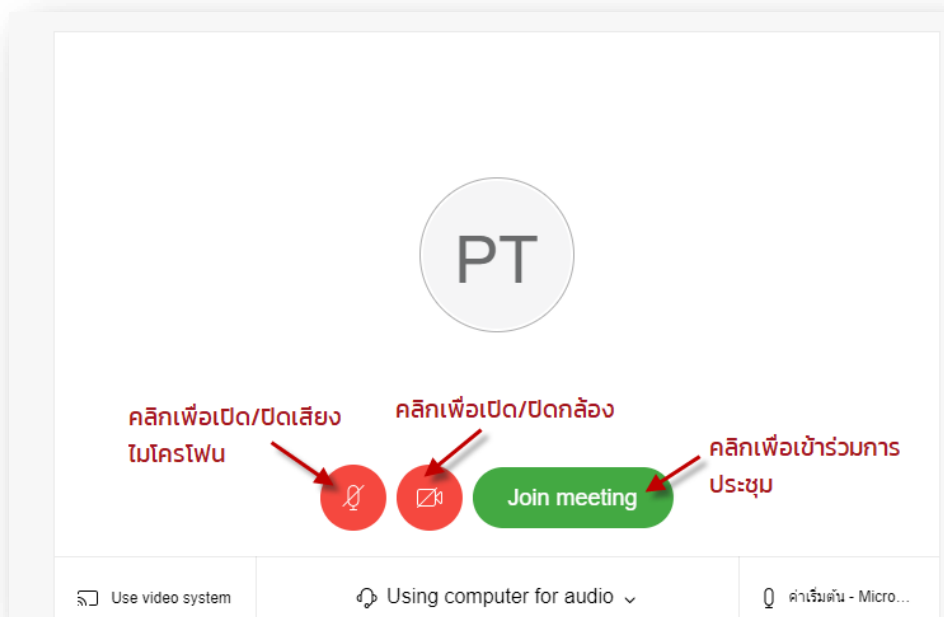 PT
คลิกเพื่อเปิด/ปิดเสียง
ไมโครโฟน
คลิกเพื่อเปิด/ปิดกล้อง
คลิกเพื่อเข้าร่วมการ
ประชุม
Join meeting
Use video system
Using computer for audio
ค่าเริ่มต้น - Micro...